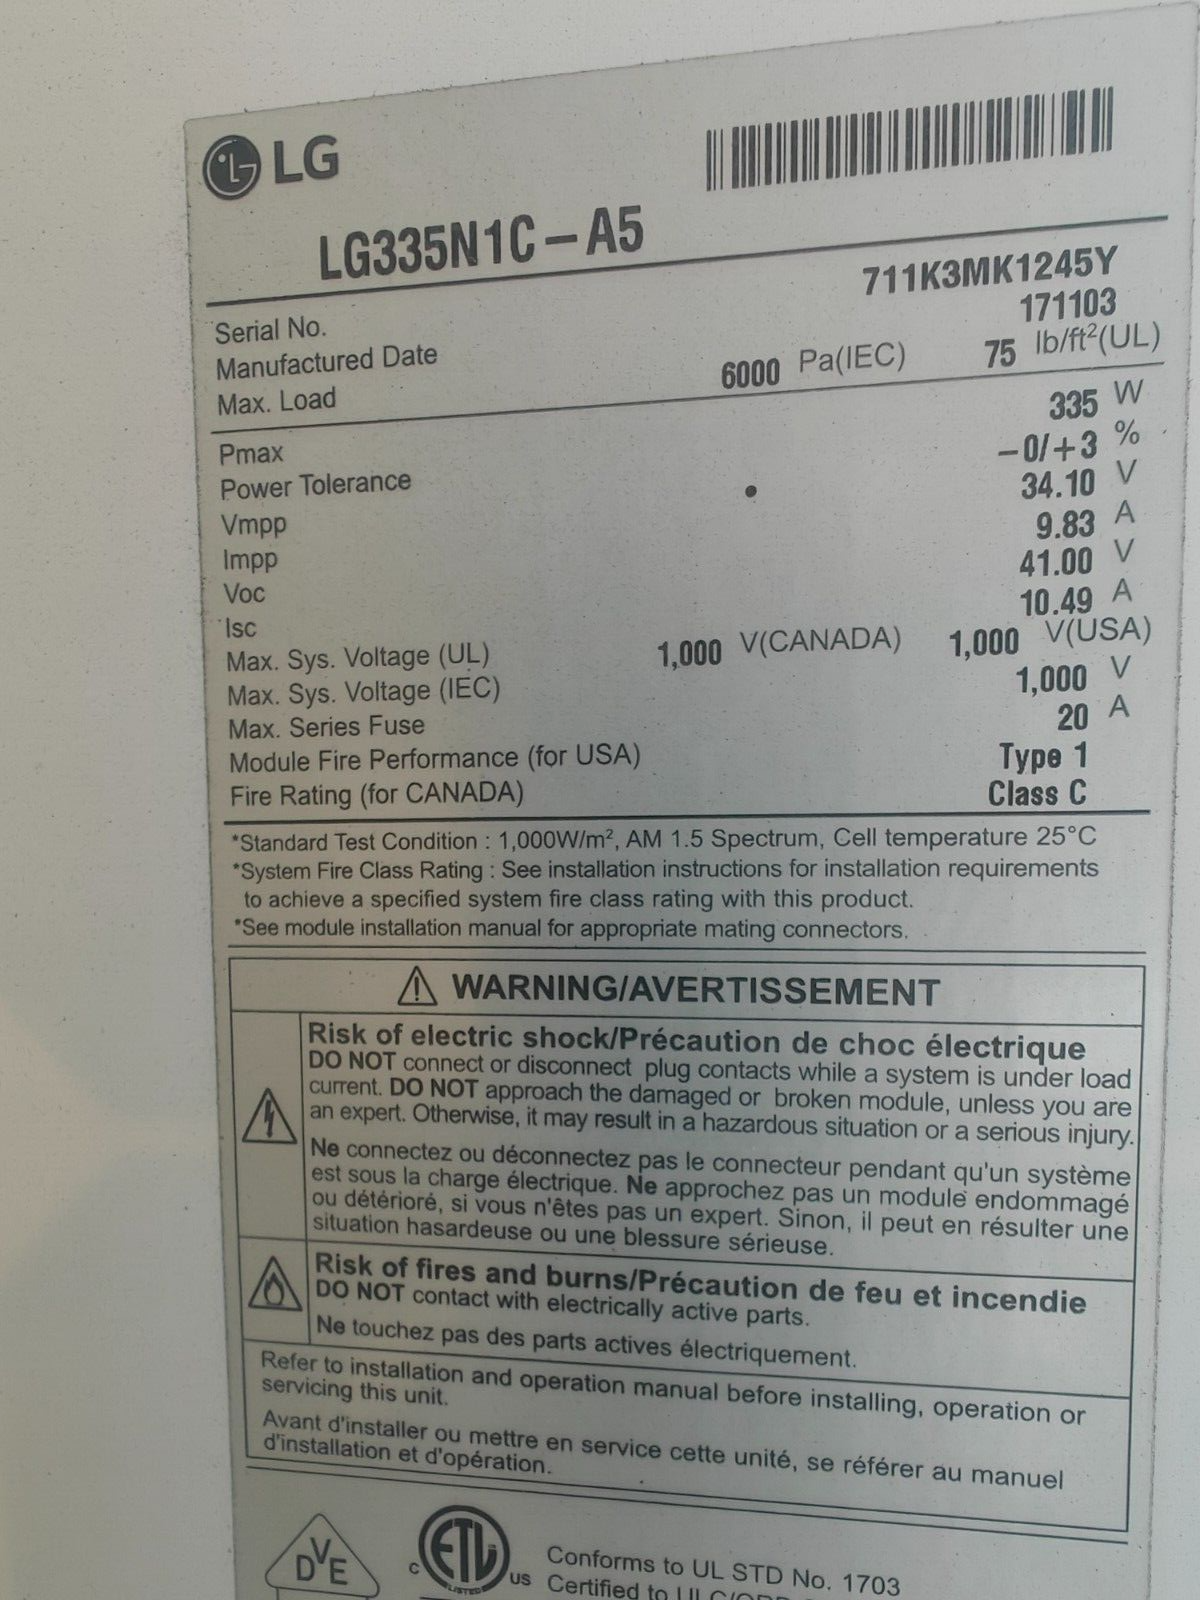 LG
LG335N1C-A5
Serial No. 711K3MK1245Y
Manufactured Date 171103
Max. Load 6000 Pa(IEC) 75 lb/ft²(UL)
Pmax 335 W
Power Tolerance -0/+3 %
Vmpp 34.10 V
Impp 9.83 A
Voc 41.00 V
Isc 10.49 A
Max. Sys. Voltage (UL) 1,000 V(CANADA) 1,000 V(USA)
Max. Sys. Voltage (IEC) 1,000 V
Max. Series Fuse 20 A
Module Fire Performance (for USA) Type 1
Fire Rating (for CANADA) Class C
*Standard Test Condition : 1,000W/m², AM 1.5 Spectrum, Cell temperature 25°C
*System Fire Class Rating : See installation instructions for installation requirements
to achieve a specified system fire class rating with this product.
*See module installation manual for appropriate mating connectors.
WARNING/AVERTISSEMENT
Risk of electric shock/Précaution de choc électrique
DO NOT connect or disconnect plug contacts while a system is under load
current. DO NOT approach the damaged or broken module, unless you are
an expert. Otherwise, it may result in a hazardous situation or a serious injury.
Ne connectez ou déconnectez pas le connecteur pendant qu'un système
est sous la charge électrique. Ne approchez pas un module endommagé
ou détérioré, si vous n'êtes pas un expert. Sinon, il peut en résulter une
situation hasardeuse ou une blessure sérieuse.
Risk of fires and burns/Précaution de feu et incendie
DO NOT contact with electrically active parts.
Ne touchez pas des parts actives électriquement.
Refer to installation and operation manual before installing, operation or
servicing this unit.
Avant d'installer ou mettre en service cette unité, se référer au manuel
d'installation et d'opération.
DVE
C ETL US
LISTED
Conforms to UL STD No. 1703
Certified to